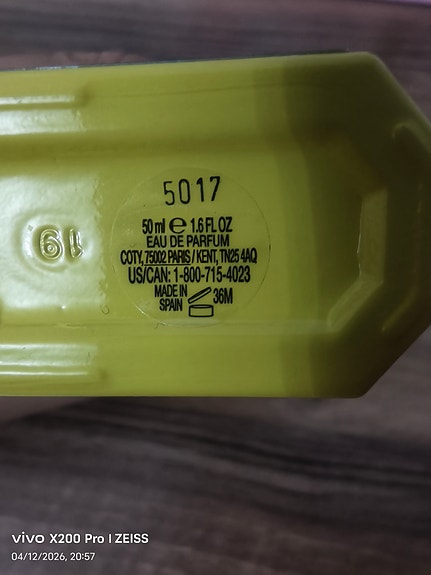 5017
50 ml e 1.6 FL OZ
EAU DE PARFUM
COTY, 75002 PARIS / KENT, TN25 4AQ
US/CAN: 1-800-715-4023
MADE IN
SPAIN
36M
19
vivo X200 Pro | ZEISS
04/12/2026, 20:57